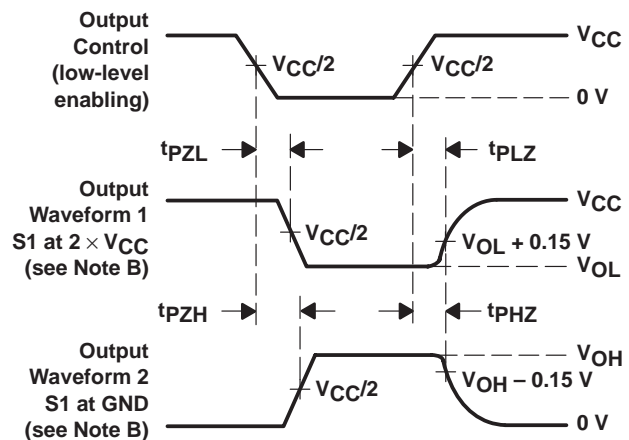 Output
Control
(low-level
enabling)
VCC
VCC/2
VCC/2
0 V
tPZL
tPLZ
Output
Waveform 1
S1 at 2 × VCC
(see Note B)
VCC
VCC/2
VOL + 0.15 V
VOL
tPZH
tPHZ
Output
Waveform 2
S1 at GND
(see Note B)
VOH
VCC/2
VOH – 0.15 V
0 V